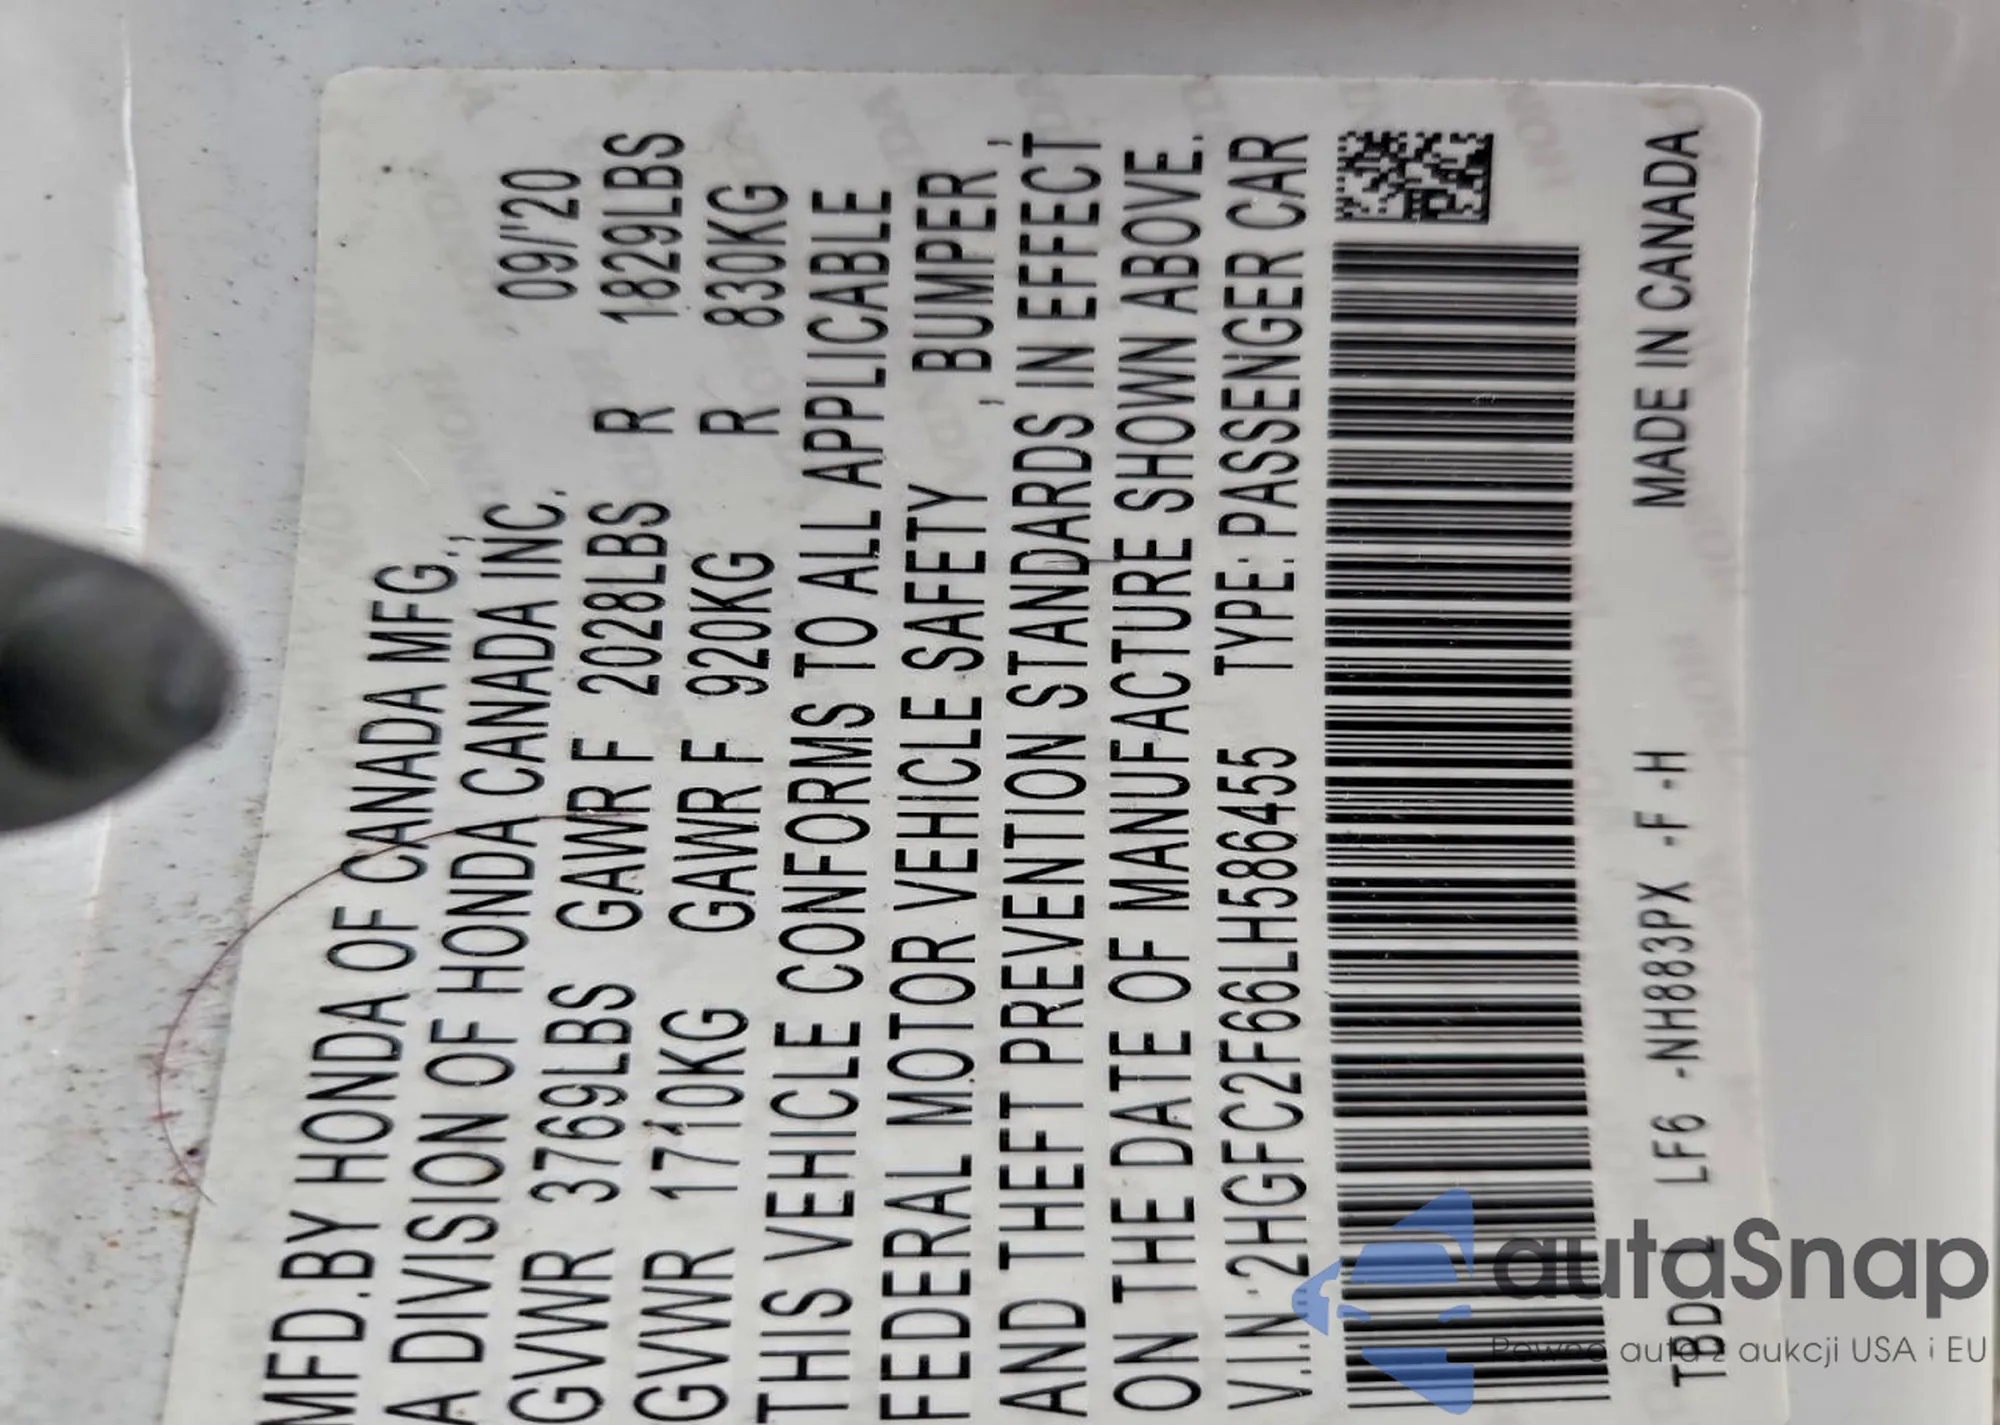 MFD.BY HONDA OF CANADA MFG.,
A DIVISION OF HONDA CANADA INC. 09/'20
GVWR 3769LBS GAWR F 2028LBS R 1829LBS
GVWR 1710KG GAWR F 920KG R 830KG
THIS VEHICLE CONFORMS TO ALL APPLICABLE
FEDERAL MOTOR VEHICLE SAFETY , BUMPER ,
AND THEFT PREVENTION STANDARDS IN EFFECT
ON THE DATE OF MANUFACTURE SHOWN ABOVE.
V.I.N.:2HGFC2F66LH586455 TYPE: PASSENGER CAR
LF6 -NH883PX -F -H MADE IN CANADA
autaSnap
Pewne auta z aukcji USA i EU